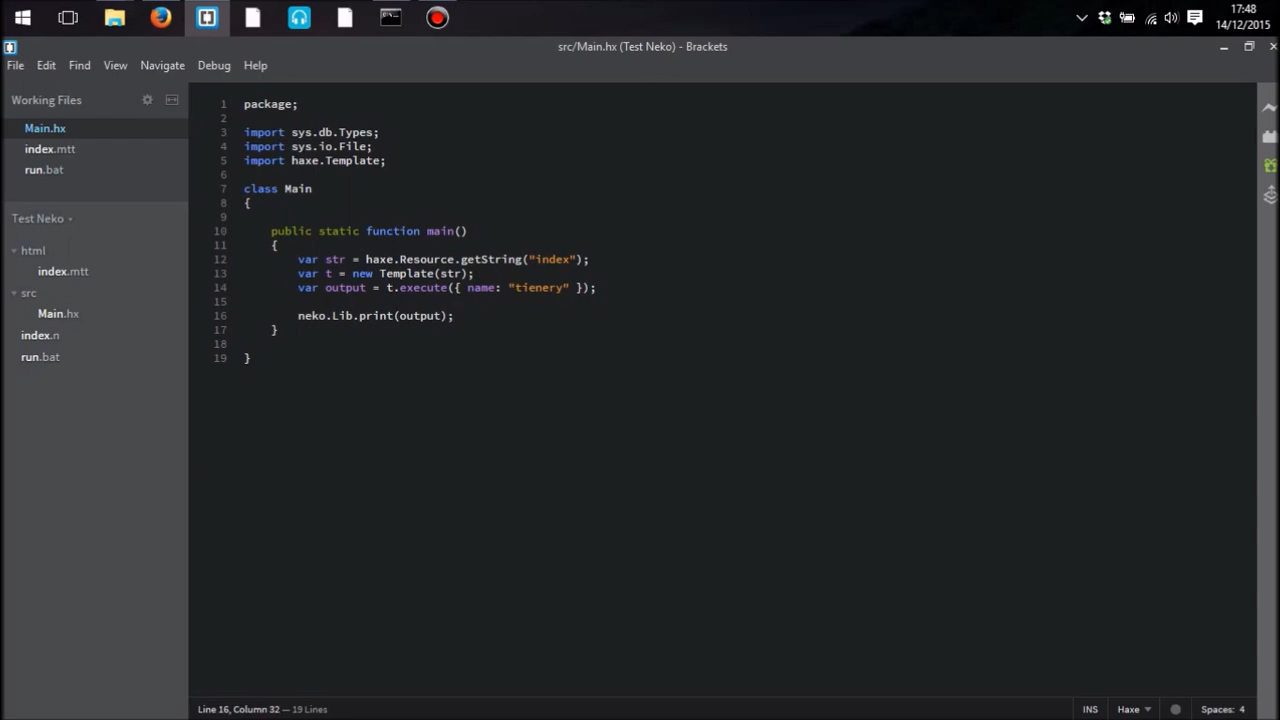 17:48
14/12/2015
src/Main.hx (Test Neko) - Brackets
File Edit Find View Navigate Debug Help
Working Files
Main.hx
index.mtt
run.bat
Test Neko
html
index.mtt
src
Main.hx
index.n
run.bat
1 package;
2
3 import sys.db.Types;
4 import sys.io.File;
5 import haxe.Template;
6
7 class Main
8 {
9
10 public static function main()
11 {
12 var str = haxe.Resource.getString("index");
13 var t = new Template(str);
14 var output = t.execute({ name: "tienery" });
15
16 neko.Lib.print(output);
17 }
18
19 }
Line 16, Column 32 — 19 Lines
INS Haxe Spaces: 4